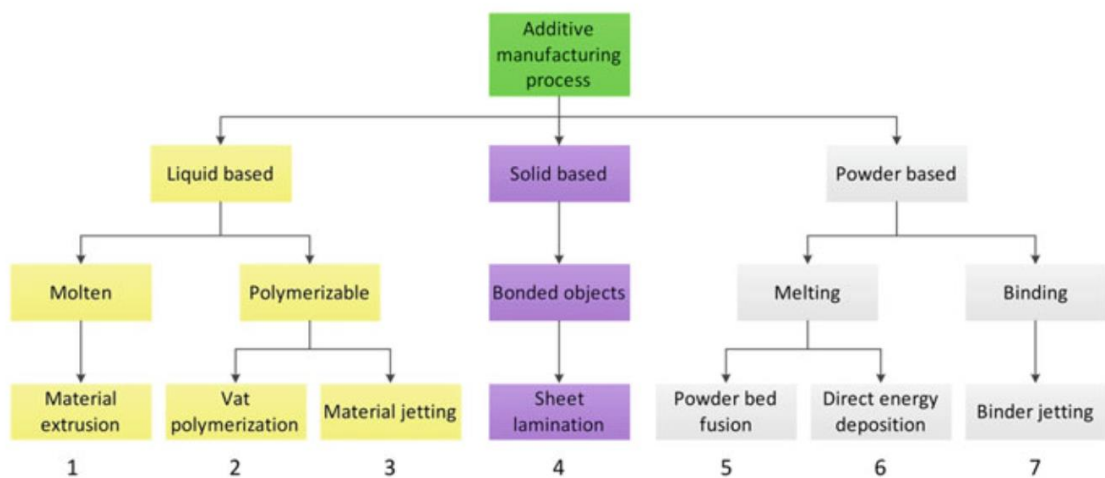 Additive
manufacturing
process
Liquid based
Solid based
Powder based
Molten
Polymerizable
Bonded objects
Melting
Binding
Material
extrusion
Vat
polymerization
Material jetting
Sheet
lamination
Powder bed
fusion
Direct energy
deposition
Binder jetting
1 2 3 4 5 6 7